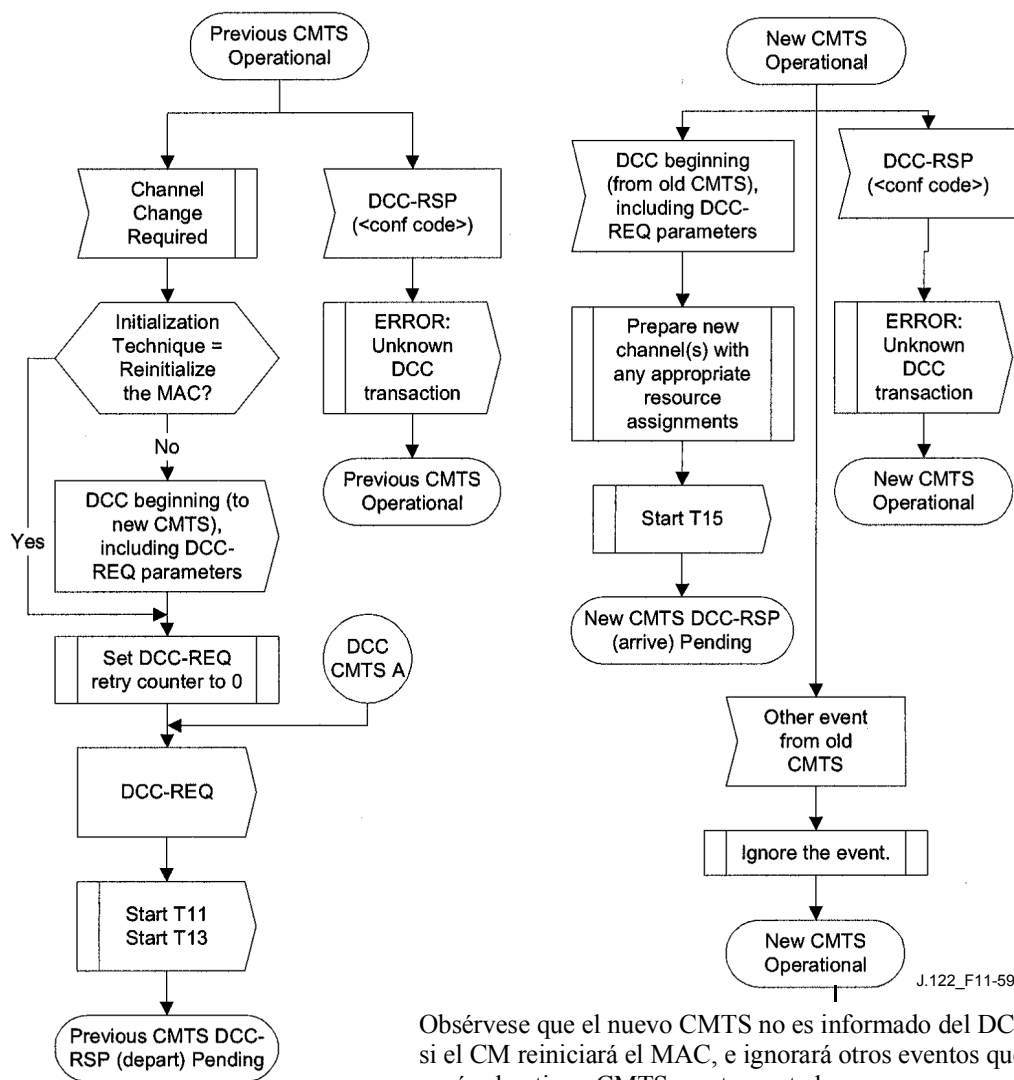 Previous CMTS
Operational
Channel
Change
Required
DCC-RSP
(<conf code>)
Initialization
Technique =
Reinitialize
the MAC?
ERROR:
Unknown
DCC
transaction
No
Previous CMTS
Operational
Yes
DCC beginning (to
new CMTS),
including DCC-
REQ parameters
Set DCC-REQ
retry counter to 0
DCC
CMTS A
DCC-REQ
Start T11
Start T13
Previous CMTS DCC-
RSP (depart) Pending
New CMTS
Operational
DCC beginning
(from old CMTS),
including DCC-
REQ parameters
DCC-RSP
(<conf code>)
Prepare new
channel(s) with
any appropriate
resource
assignments
ERROR:
Unknown
DCC
transaction
New CMTS
Operational
Start T15
New CMTS DCC-RSP
(arrive) Pending
Other event
from old
CMTS
Ignore the event.
New CMTS
Operational
J.122_F11-59
Obsérvese que el nuevo CMTS no es informado del DC
si el CM reiniciará el MAC, e ignorará otros eventos que